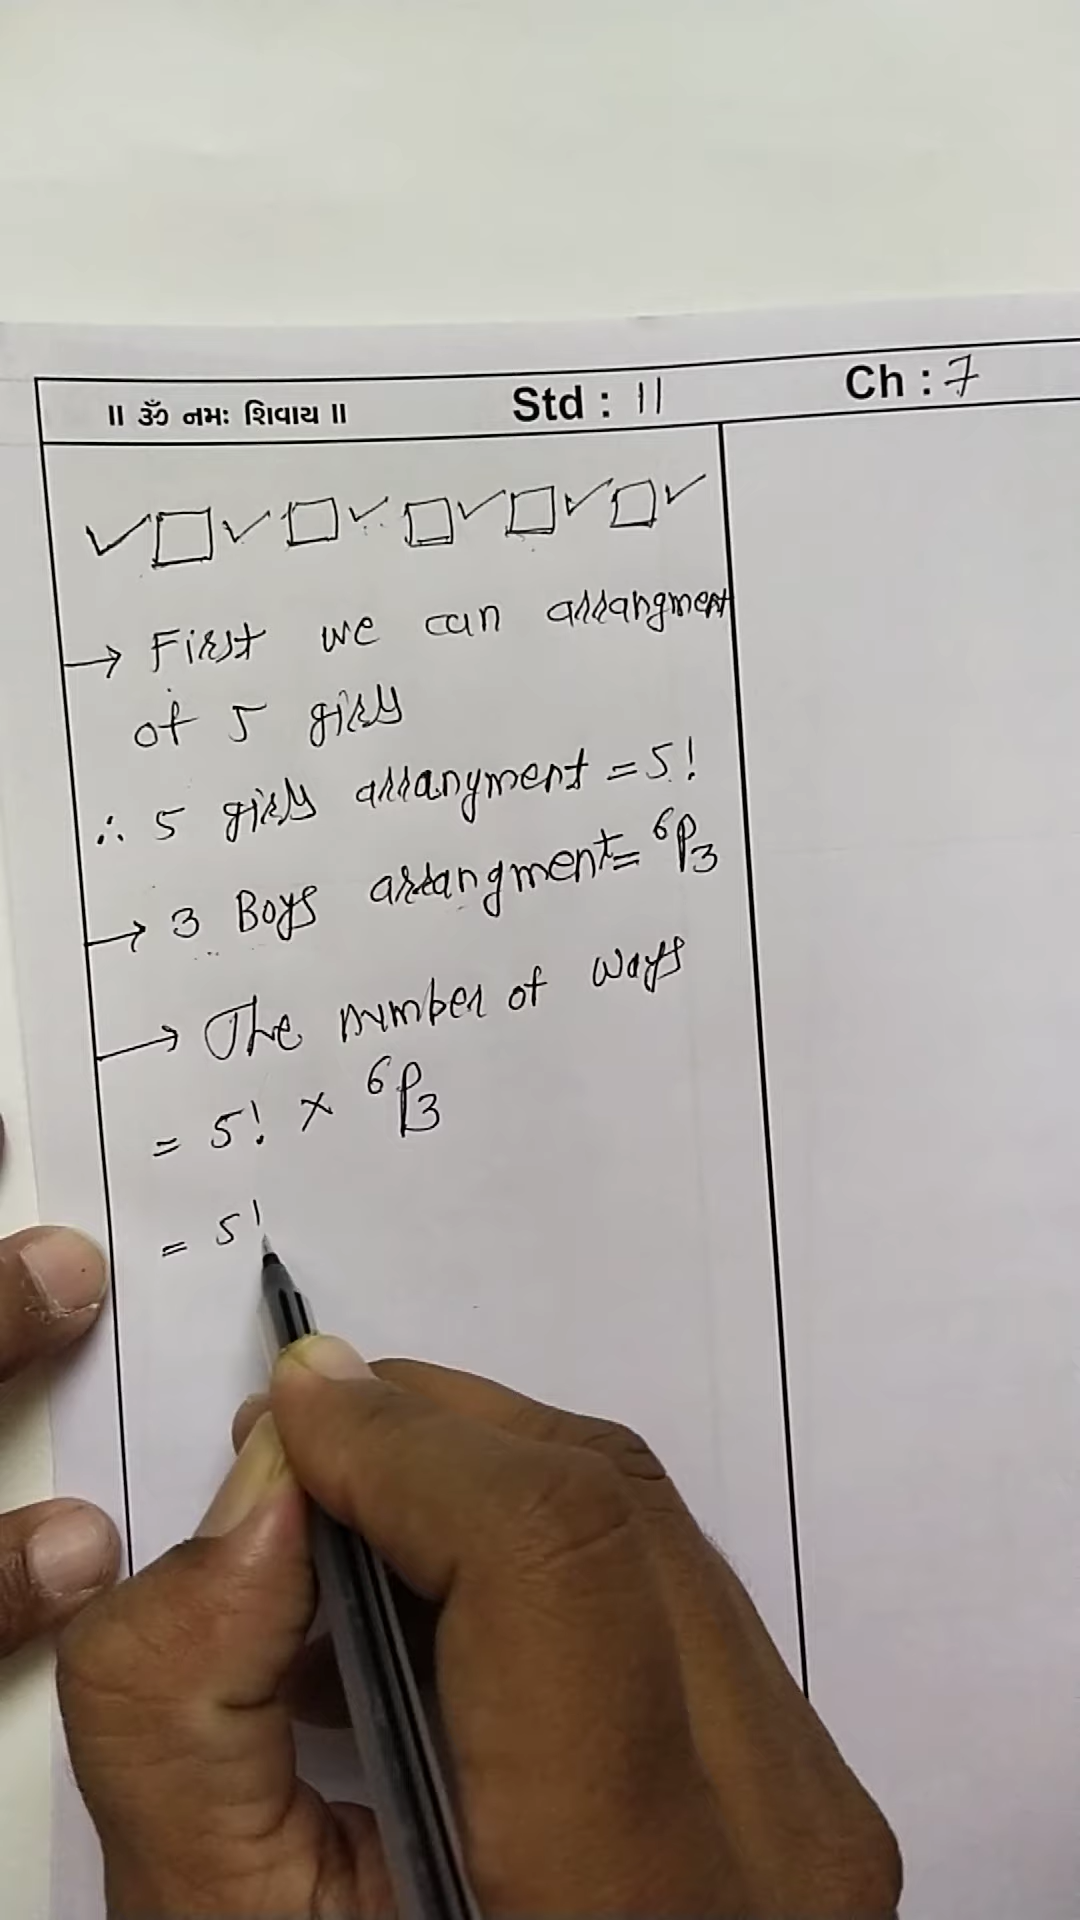 ॥ ૐ નમઃ શિવાય ॥ Std : 11 Ch : 7
✓ □ ✓ □ ✓ □ ✓ □ ✓ □ ✓
→ First we can arrangment
of 5 girls
∴ 5 girls arrangment = 5!
→ 3 Boys arrangment = ⁶P₃
→ The number of ways
= 5! × ⁶P₃
= 5!